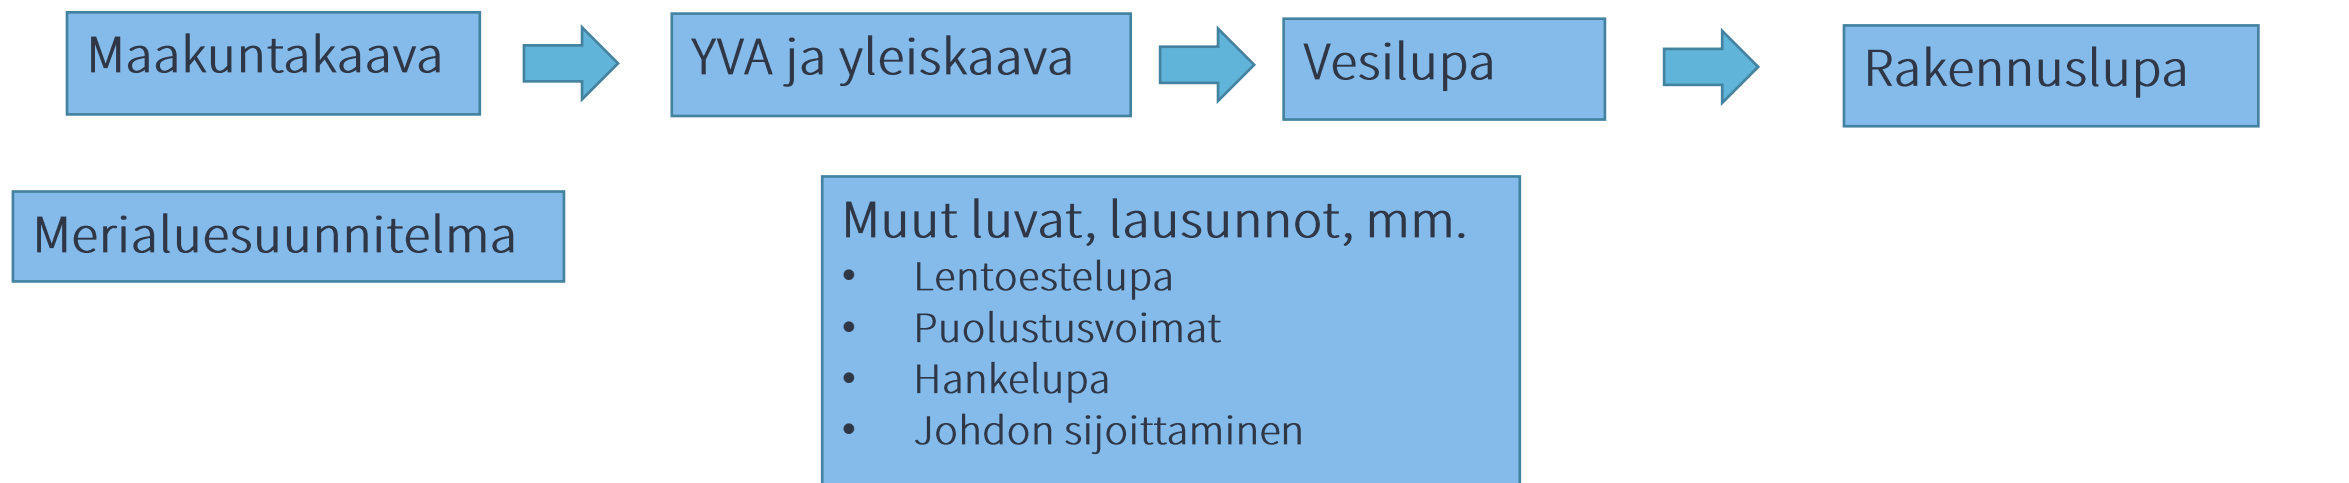 Maakuntakaava
YVA ja yleiskaava
Vesilupa
Rakennuslupa
Merialuesuunnitelma
Muut luvat, lausunnot, mm.
• Lentoestelupa
• Puolustusvoimat
• Hankelupa
• Johdon sijoittaminen